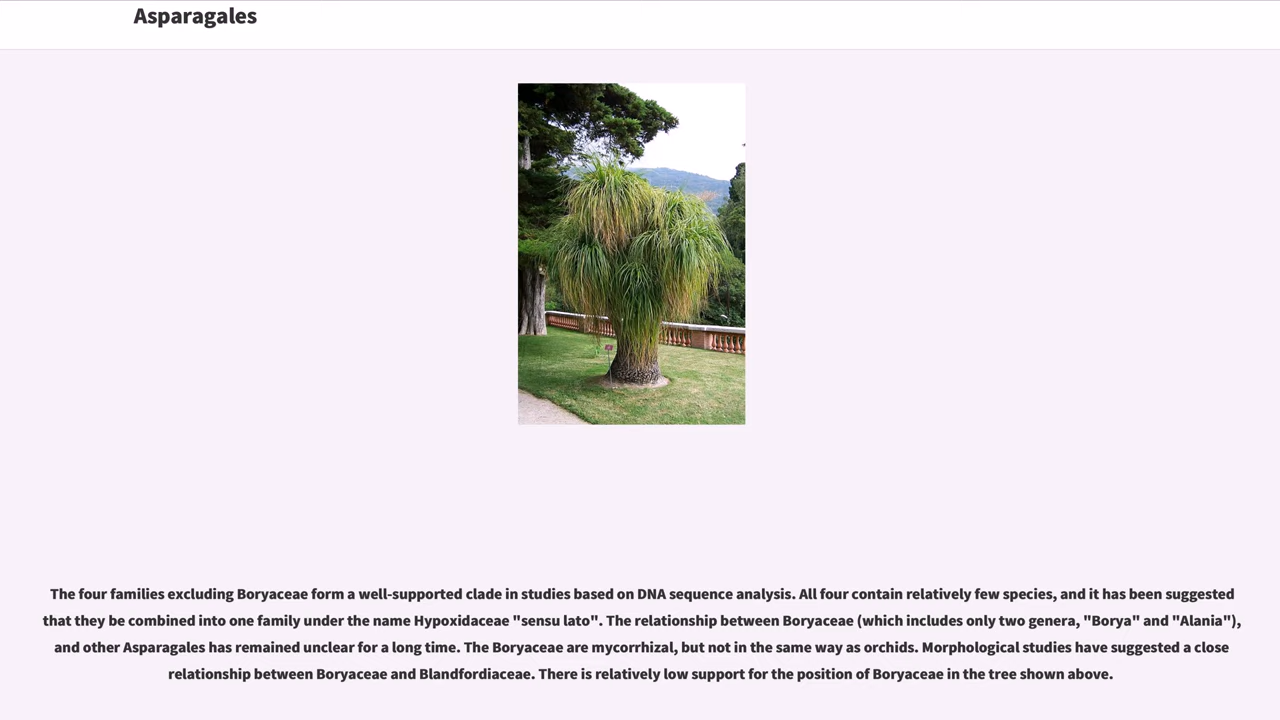 Asparagales
The four families excluding Boryaceae form a well-supported clade in studies based on DNA sequence analysis. All four contain relatively few species, and it has been suggested
that they be combined into one family under the name Hypoxidaceae "sensu lato". The relationship between Boryaceae (which includes only two genera, "Borya" and "Alania"),
and other Asparagales has remained unclear for a long time. The Boryaceae are mycorrhizal, but not in the same way as orchids. Morphological studies have suggested a close
relationship between Boryaceae and Blandfordiaceae. There is relatively low support for the position of Boryaceae in the tree shown above.